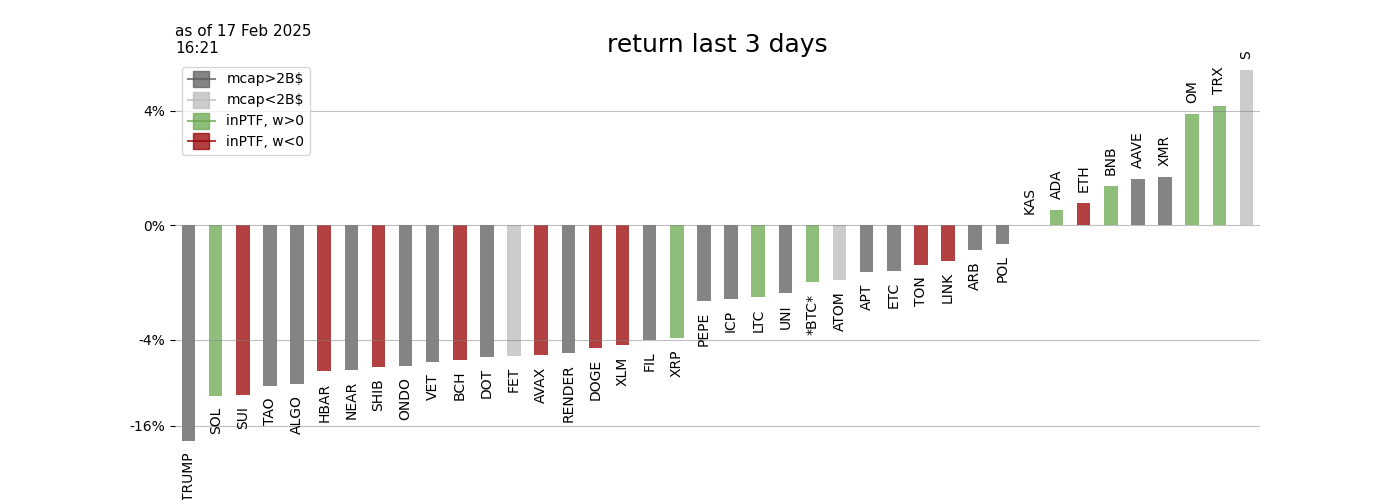 as of 17 Feb 2025
16:21
return last 3 days
mcap>2B$
mcap<2B$
inPTF, w>0
inPTF, w<0
4%
0%
-4%
-16%
TRUMP
SOL
SUI
TAO
ALGO
HBAR
NEAR
SHIB
ONDO
VET
BCH
DOT
FET
AVAX
RENDER
DOGE
XLM
FIL
XRP
PEPE
ICP
LTC
UNI
*BTC*
ATOM
APT
ETC
TON
LINK
ARB
POL
KAS
ADA
ETH
BNB
AAVE
XMR
OM
TRX
S